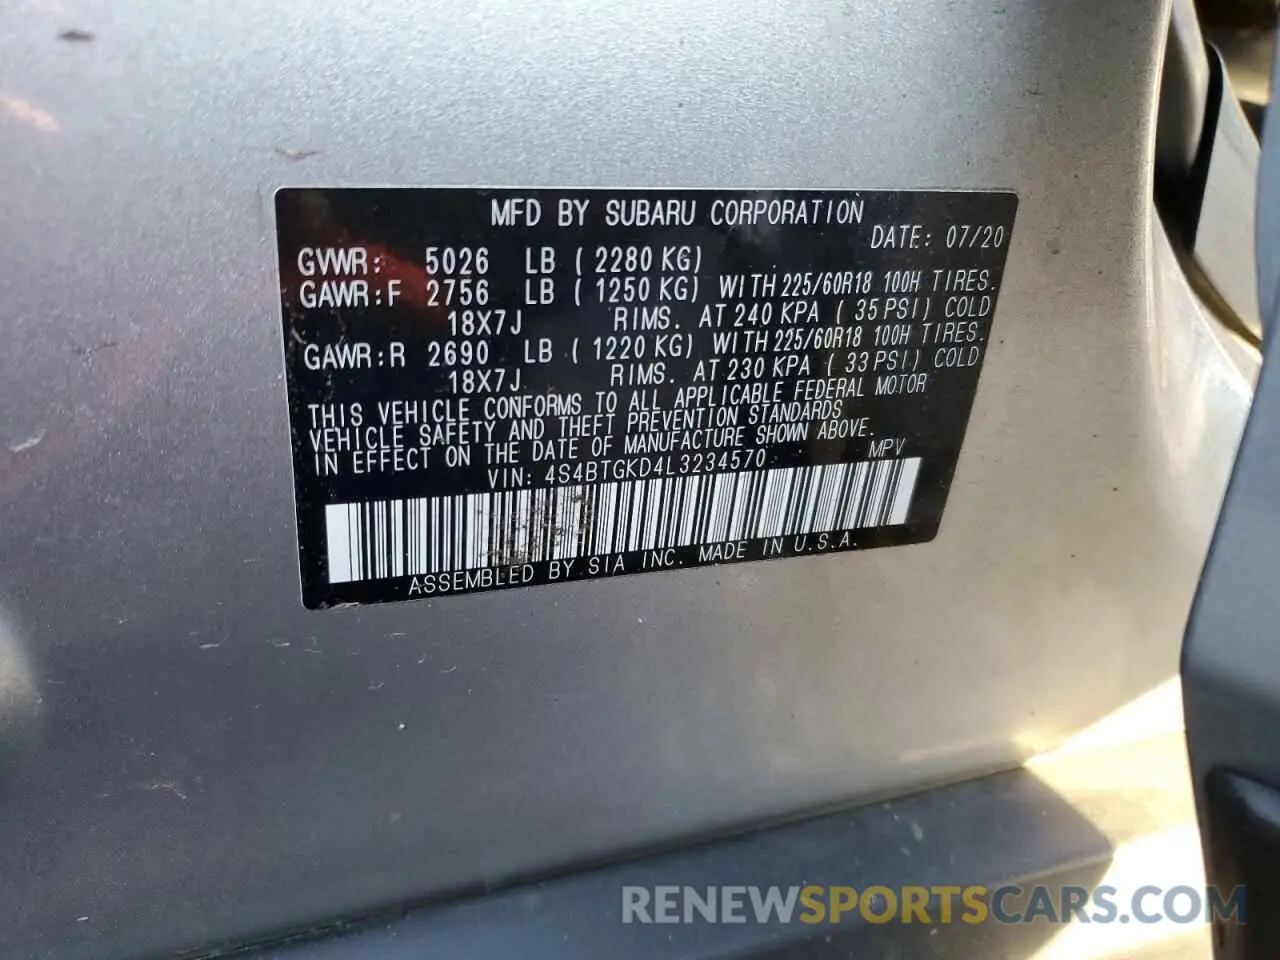 MFD BY SUBARU CORPORATION
DATE: 07/20
GVWR: 5026 LB ( 2280 KG)
GAWR:F 2756 LB ( 1250 KG) WITH 225/60R18 100H TIRES.
18X7J RIMS. AT 240 KPA ( 35 PSI) COLD
GAWR:R 2690 LB ( 1220 KG) WITH 225/60R18 100H TIRES.
18X7J RIMS. AT 230 KPA ( 33 PSI) COLD
THIS VEHICLE CONFORMS TO ALL APPLICABLE FEDERAL MOTOR
VEHICLE SAFETY AND THEFT PREVENTION STANDARDS
IN EFFECT ON THE DATE OF MANUFACTURE SHOWN ABOVE.
VIN: 4S4BTGKD4L3234570 MPV
ASSEMBLED BY SIA INC. MADE IN U.S.A.
RENEWSPORTSCARS.COM